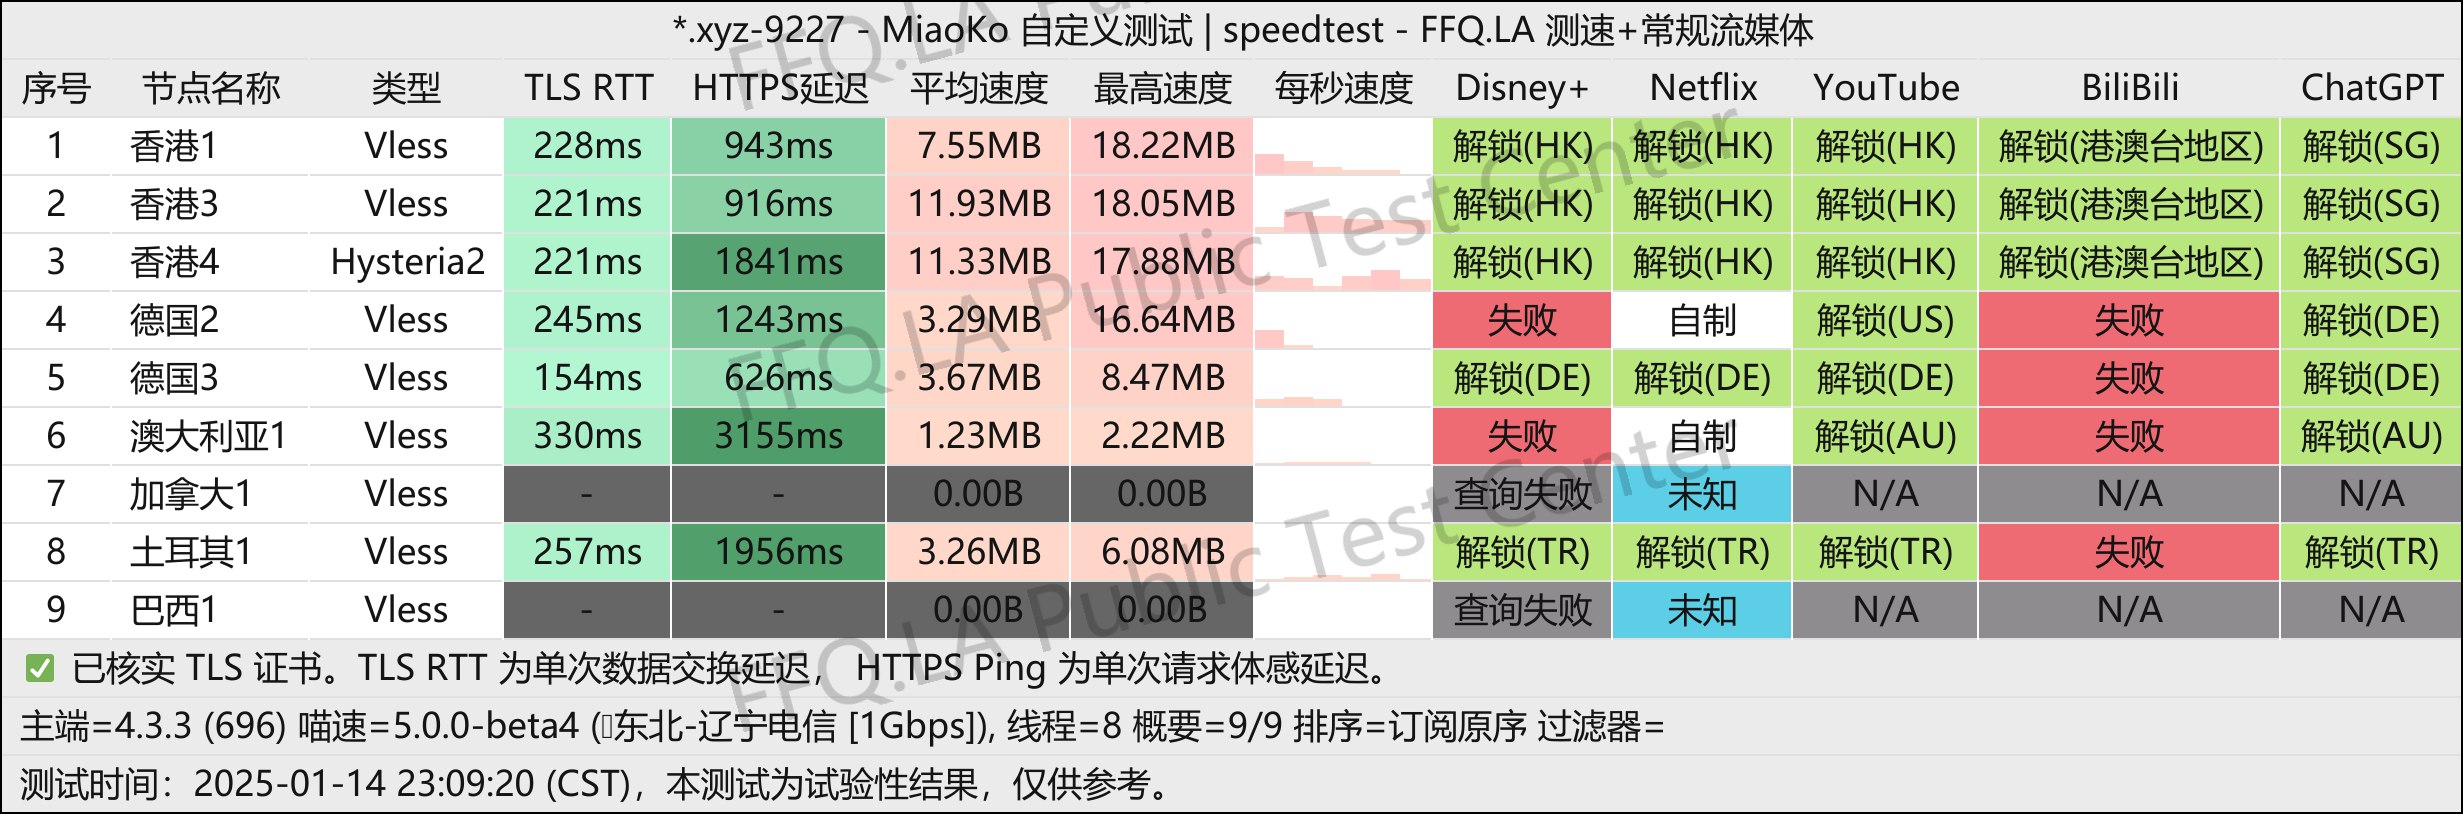 *.xyz-9227 - MiaoKo 自定义测试 | speedtest - FFQ.LA 测速+常规流媒体
序号 节点名称 类型 TLS RTT HTTPS延迟 平均速度 最高速度 每秒速度 Disney+ Netflix YouTube BiliBili ChatGPT
1 香港1 Vless 228ms 943ms 7.55MB 18.22MB 解锁(HK) 解锁(HK) 解锁(HK) 解锁(港澳台地区) 解锁(SG)
2 香港3 Vless 221ms 916ms 11.93MB 18.05MB 解锁(HK) 解锁(HK) 解锁(HK) 解锁(港澳台地区) 解锁(SG)
3 香港4 Hysteria2 221ms 1841ms 11.33MB 17.88MB 解锁(HK) 解锁(HK) 解锁(HK) 解锁(港澳台地区) 解锁(SG)
4 德国2 Vless 245ms 1243ms 3.29MB 16.64MB 失败 自制 解锁(US) 失败 解锁(DE)
5 德国3 Vless 154ms 626ms 3.67MB 8.47MB 解锁(DE) 解锁(DE) 解锁(DE) 失败 解锁(DE)
6 澳大利亚1 Vless 330ms 3155ms 1.23MB 2.22MB 失败 自制 解锁(AU) 失败 解锁(AU)
7 加拿大1 Vless - - 0.00B 0.00B 查询失败 未知 N/A N/A N/A
8 土耳其1 Vless 257ms 1956ms 3.26MB 6.08MB 解锁(TR) 解锁(TR) 解锁(TR) 失败 解锁(TR)
9 巴西1 Vless - - 0.00B 0.00B 查询失败 未知 N/A N/A N/A
✅ 已核实 TLS 证书。TLS RTT 为单次数据交换延迟， HTTPS Ping 为单次请求体感延迟。
主端=4.3.3 (696) 喵速=5.0.0-beta4 (东北-辽宁电信 [1Gbps]), 线程=8 概要=9/9 排序=订阅原序 过滤器=
测试时间：2025-01-14 23:09:20 (CST)，本测试为试验性结果，仅供参考。
FFQ.LA Public Test Center
FFQ.LA Public Test Center
FFQ.LA Public Test Center